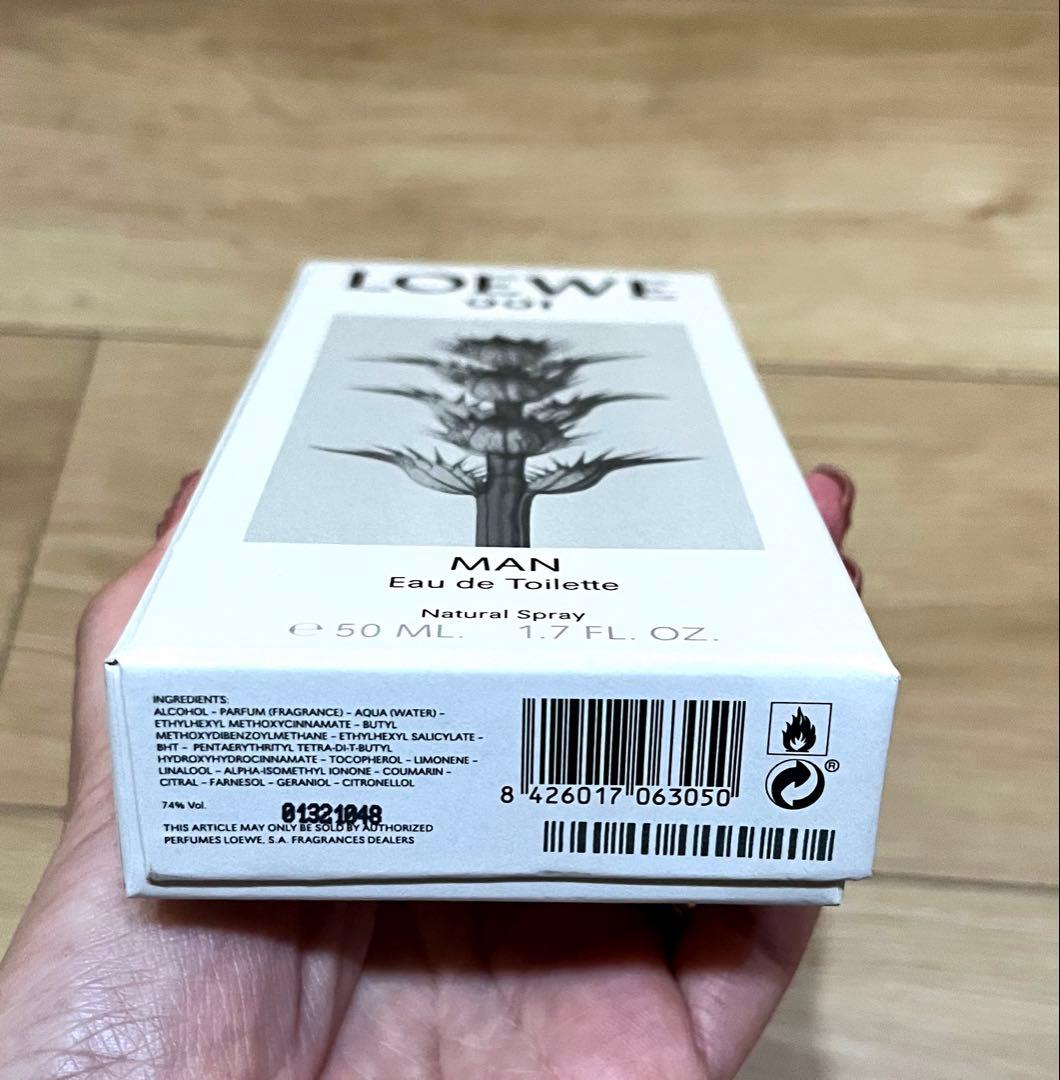 LOEWE
001
MAN
Eau de Toilette
Natural Spray
℮ 50 ML. 1.7 FL. OZ.
INGREDIENTS:
ALCOHOL - PARFUM (FRAGRANCE) - AQUA (WATER) -
ETHYLHEXYL METHOXYCINNAMATE - BUTYL
METHOXYDIBENZOYLMETHANE - ETHYLHEXYL SALICYLATE -
BHT - PENTAERYTHRITYL TETRA-DI-T-BUTYL
HYDROXYHYDROCINNAMATE - TOCOPHEROL - LIMONENE -
LINALOOL - ALPHA-ISOMETHYL IONONE - COUMARIN -
CITRAL - FARNESOL - GERANIOL - CITRONELLOL
74% Vol.
01321048
THIS ARTICLE MAY ONLY BE SOLD BY AUTHORIZED
PERFUMES LOEWE, S.A. FRAGRANCES DEALERS
8 426017 063050
®